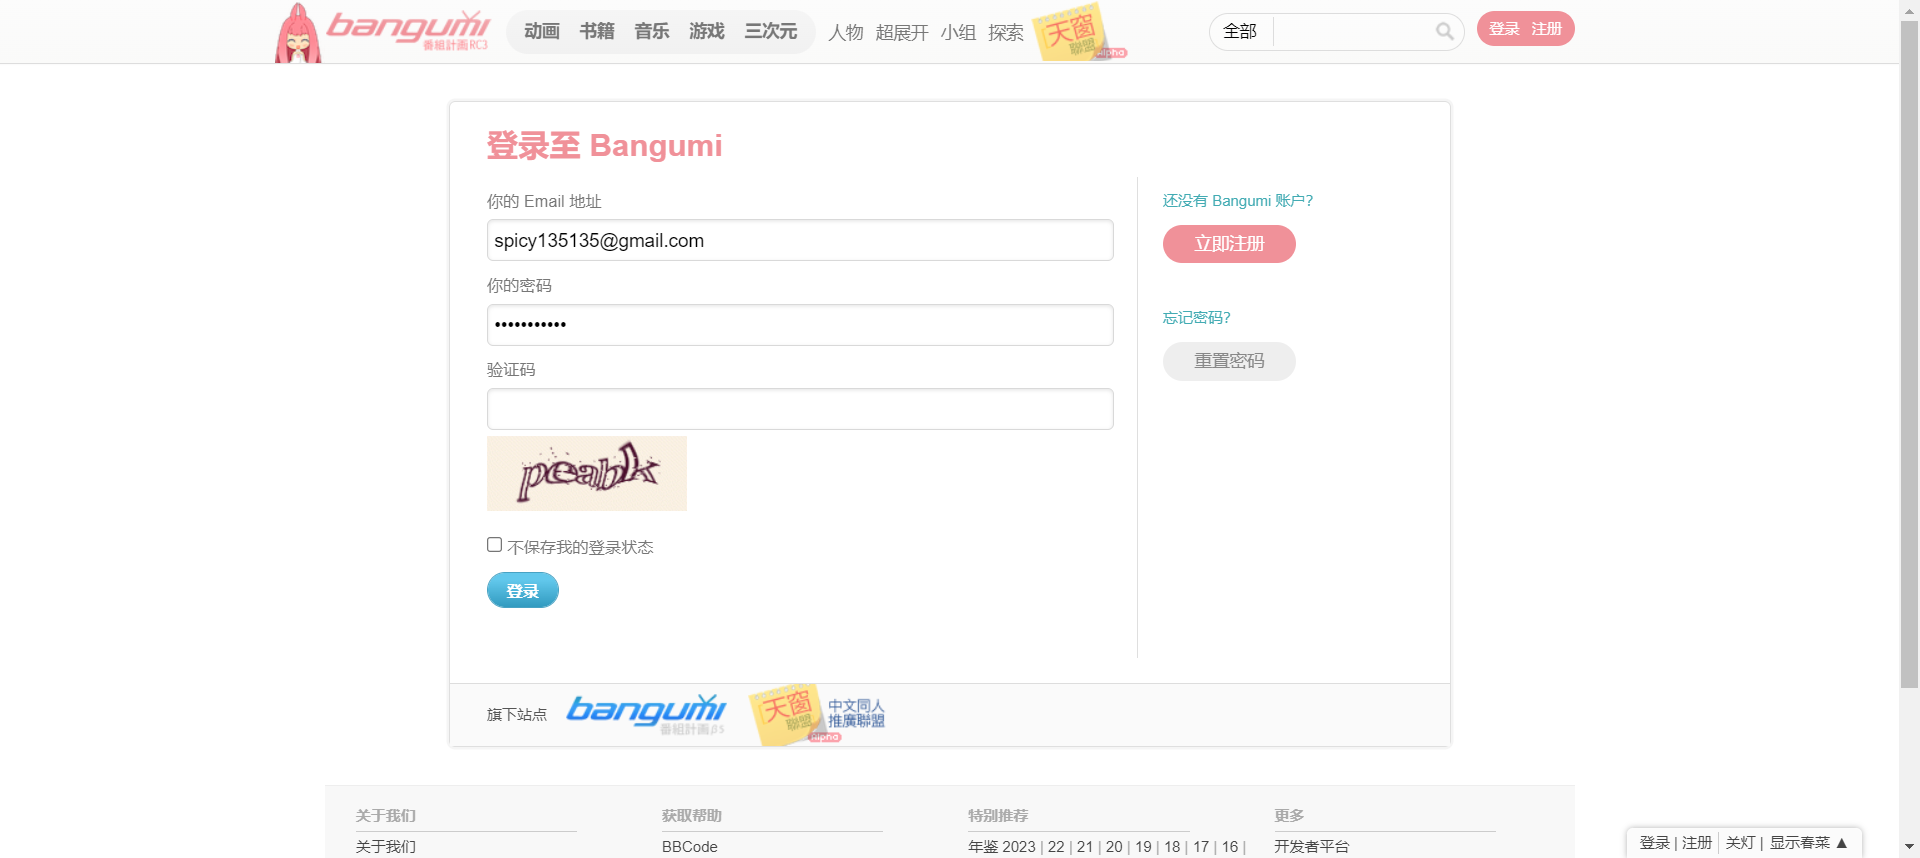 bangumi 番組計画RC3 动画 书籍 音乐 游戏 三次元 人物 超展开 小组 探索 天窗 聯盟 Alpha 全部 登录 注册
登录至 Bangumi
你的 Email 地址
spicy135135@gmail.com
你的密码
•••••••••••
验证码
peabk
不保存我的登录状态
登录
还没有 Bangumi 账户?
立即注册
忘记密码?
重置密码
旗下站点 bangumi 番組計画β5 天窗 聯盟 Alpha 中文同人
推廣聯盟
关于我们 获取帮助 特别推荐 更多
关于我们 BBCode 年鉴 2023 | 22 | 21 | 20 | 19 | 18 | 17 | 16 | 开发者平台
登录 | 注册 关灯 | 显示春菜 ▲